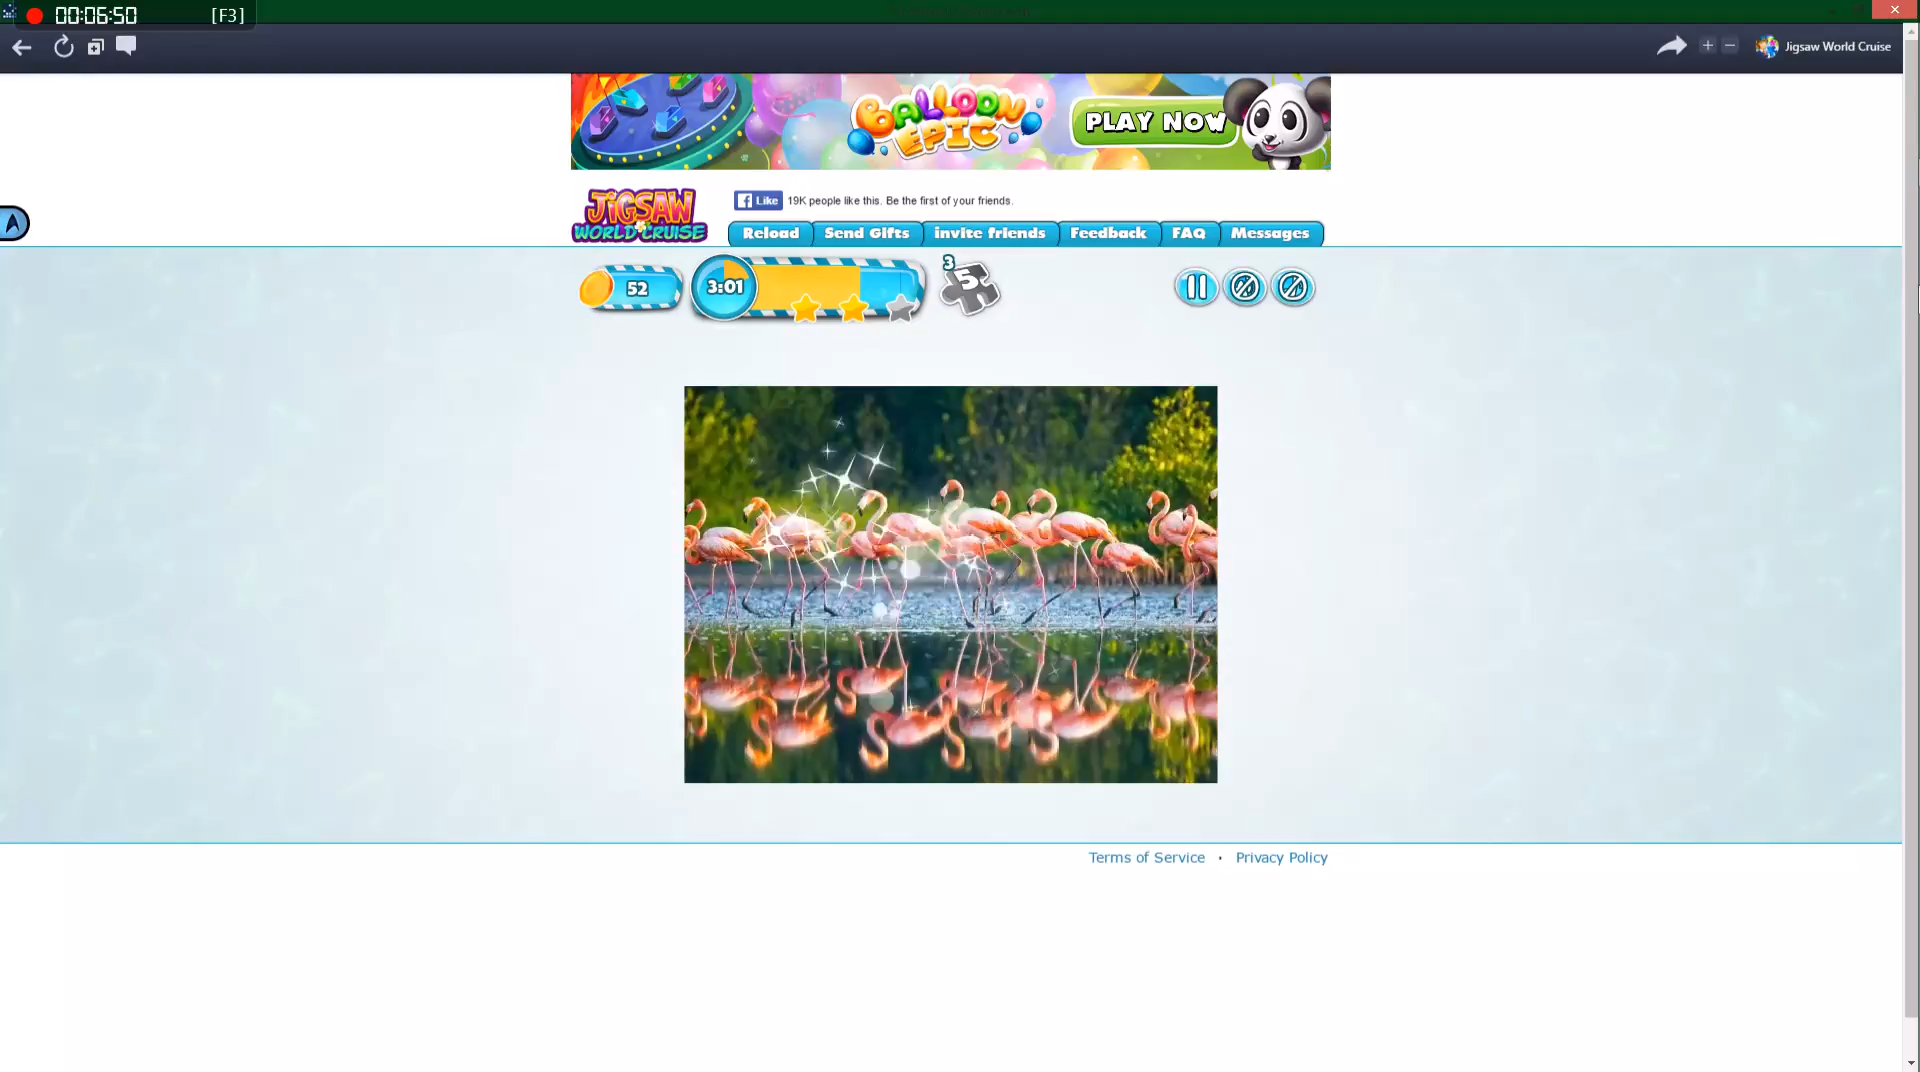 00:06:50 [F3]
Jigsaw World Cruise
BALLOON
EPIC
PLAY NOW
JIGSAW
WORLD CRUISE
Like 19K people like this. Be the first of your friends.
Reload Send Gifts invite friends Feedback FAQ Messages
52
3:01
3
5
Terms of Service · Privacy Policy